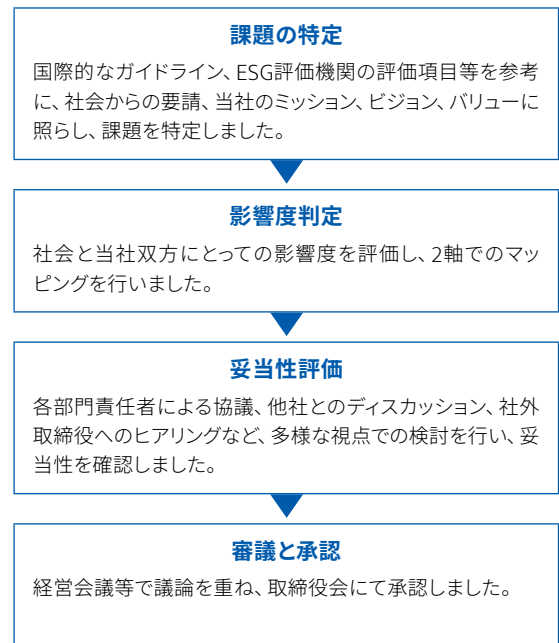 課題の特定
国際的なガイドライン、ESG評価機関の評価項目等を参考
に、社会からの要請、当社のミッション、ビジョン、バリューに
照らし、課題を特定しました。
影響度判定
社会と当社双方にとっての影響度を評価し、2軸でのマッ
ピングを行いました。
妥当性評価
各部門責任者による協議、他社とのディスカッション、社外
取締役へのヒアリングなど、多様な視点での検討を行い、妥
当性を確認しました。
審議と承認
経営会議等で議論を重ね、取締役会にて承認しました。